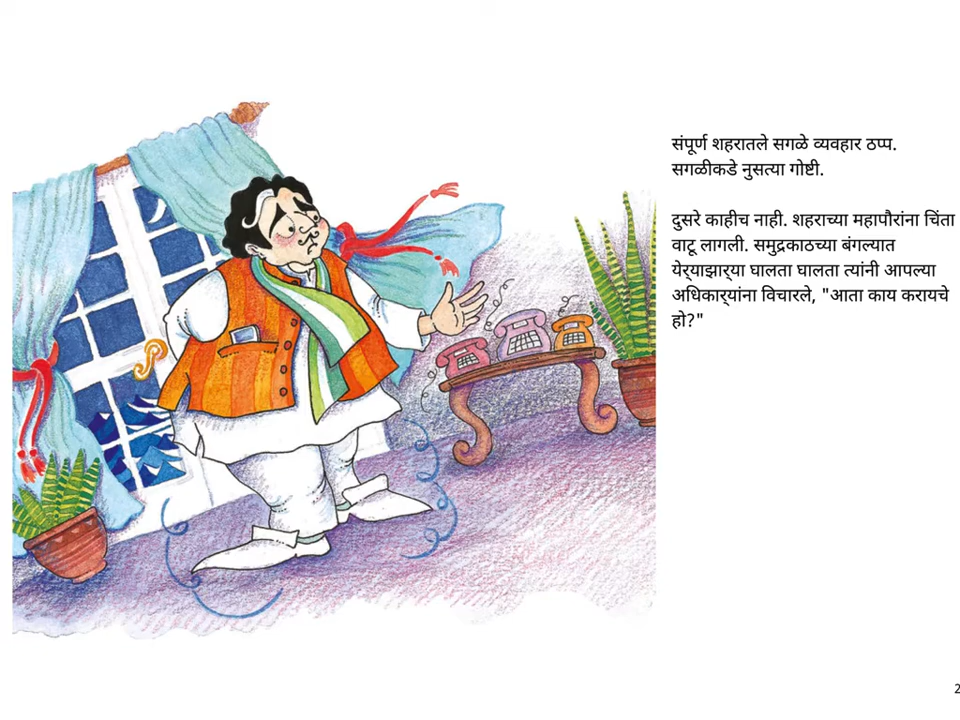 संपूर्ण शहरातले सगळे व्यवहार ठप्प.
सगळीकडे नुसत्या गोष्टी.
दुसरे काहीच नाही. शहराच्या महापौरांना चिंता
वाटू लागली. समुद्रकाठच्या बंगल्यात
येर्‍याझार्‍या घालता घालता त्यांनी आपल्या
अधिकार्‍यांना विचारले, "आता काय करायचे
हो?"
2